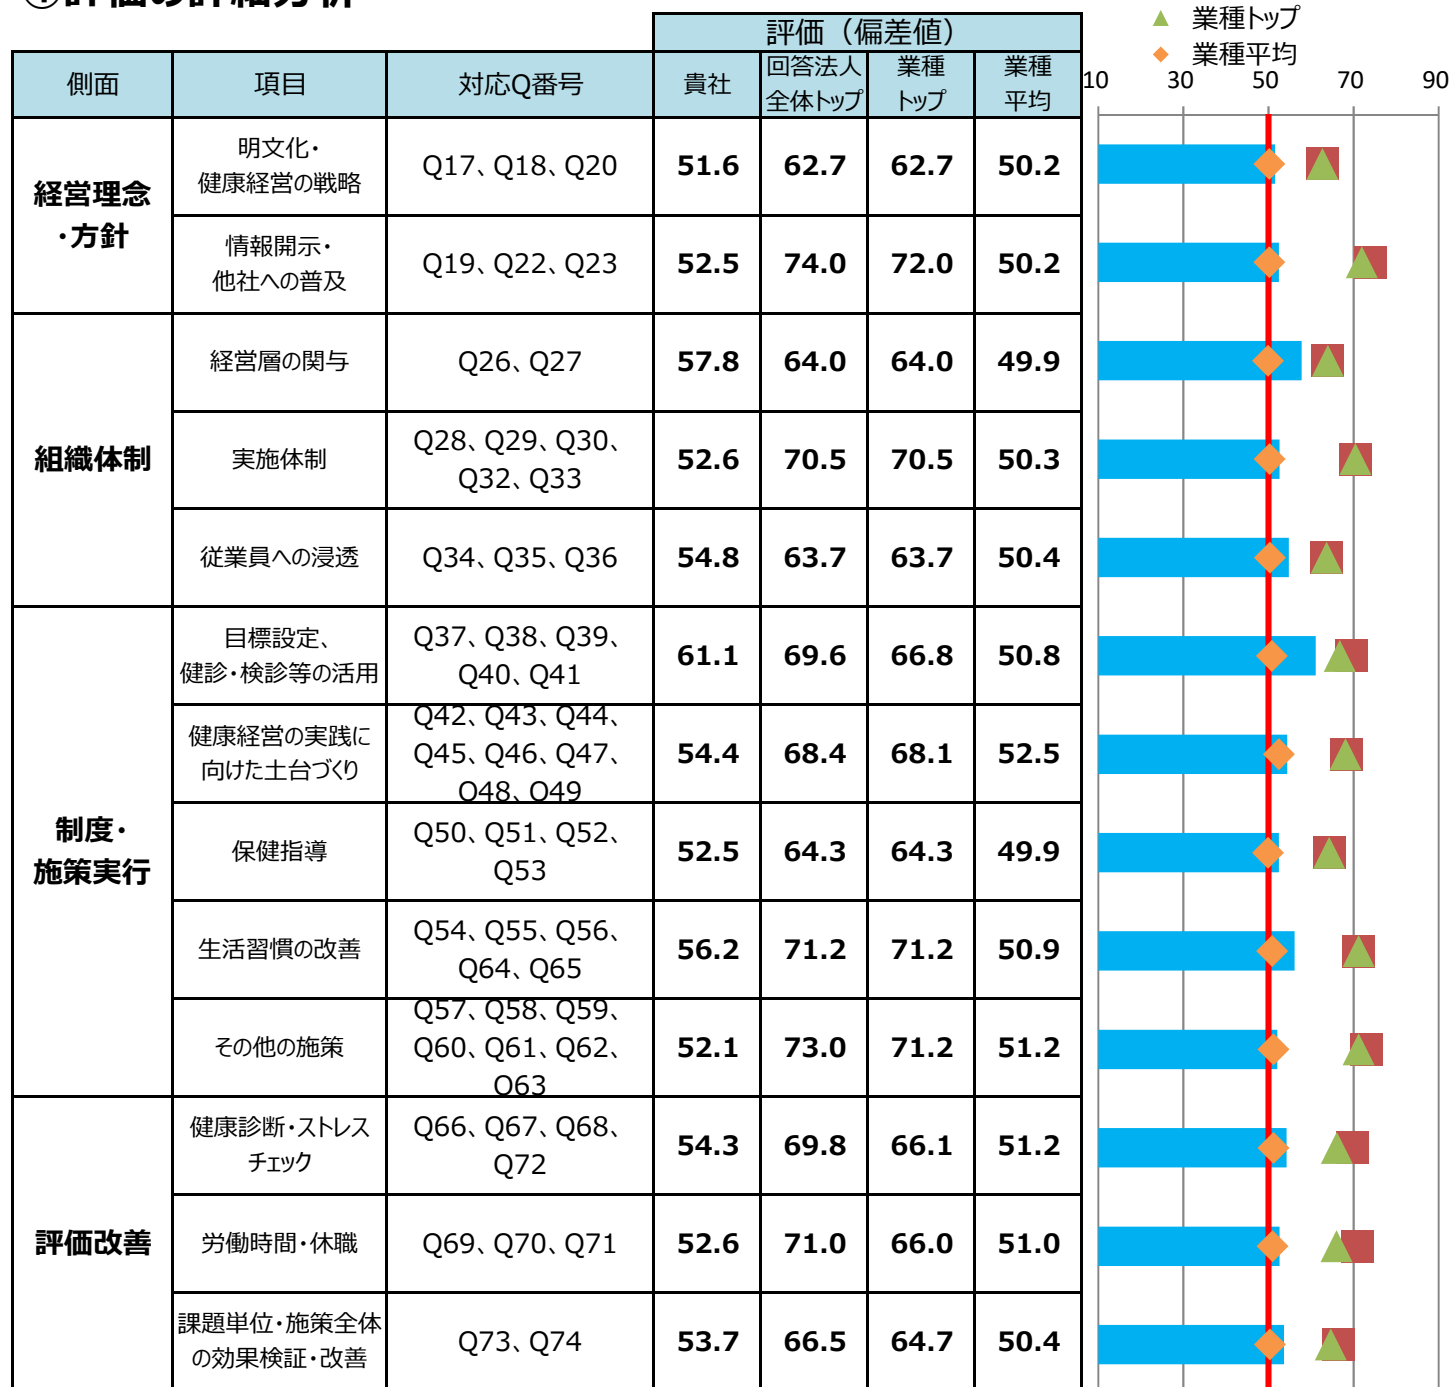 ④評価の詳細分析
▲ 業種トップ
◆ 業種平均
評価（偏差値）
側面 項目 対応Q番号 貴社 回答法人全体トップ 業種トップ 業種平均
10 30 50 70 90
経営理念
・方針
明文化・
健康経営の戦略
Q17、Q18、Q20
51.6 62.7 62.7 50.2
情報開示・
他社への普及
Q19、Q22、Q23
52.5 74.0 72.0 50.2
組織体制
経営層の関与
Q26、Q27
57.8 64.0 64.0 49.9
実施体制
Q28、Q29、Q30、
Q32、Q33
52.6 70.5 70.5 50.3
従業員への浸透
Q34、Q35、Q36
54.8 63.7 63.7 50.4
制度・
施策実行
目標設定、
健診・検診等の活用
Q37、Q38、Q39、
Q40、Q41
61.1 69.6 66.8 50.8
健康経営の実践に
向けた土台づくり
Q42、Q43、Q44、
Q45、Q46、Q47、
Q48、Q49
54.4 68.4 68.1 52.5
保健指導
Q50、Q51、Q52、
Q53
52.5 64.3 64.3 49.9
生活習慣の改善
Q54、Q55、Q56、
Q64、Q65
56.2 71.2 71.2 50.9
その他の施策
Q57、Q58、Q59、
Q60、Q61、Q62、
Q63
52.1 73.0 71.2 51.2
評価改善
健康診断・ストレス
チェック
Q66、Q67、Q68、
Q72
54.3 69.8 66.1 51.2
労働時間・休職
Q69、Q70、Q71
52.6 71.0 66.0 51.0
課題単位・施策全体
の効果検証・改善
Q73、Q74
53.7 66.5 64.7 50.4